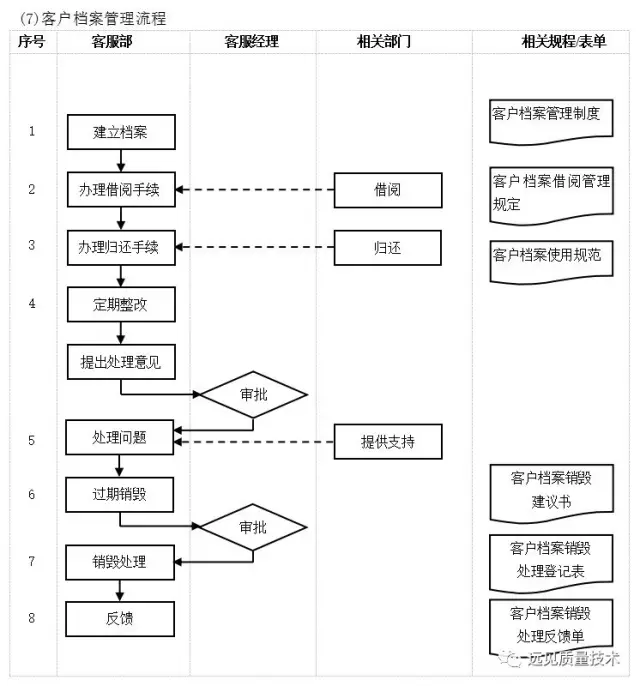 (7)客户档案管理流程
序号 客服部 客服经理 相关部门 相关规程/表单
1 建立档案 客户档案管理制度
2 办理借阅手续 借阅 客户档案借阅管理
规定
3 办理归还手续 归还 客户档案使用规范
4 定期整改
提出处理意见
审批
5 处理问题 提供支持
6 过期销毁 客户档案销毁
建议书
审批
7 销毁处理 客户档案销毁
处理登记表
8 反馈 客户档案销毁
处理反馈单
远见质量技术